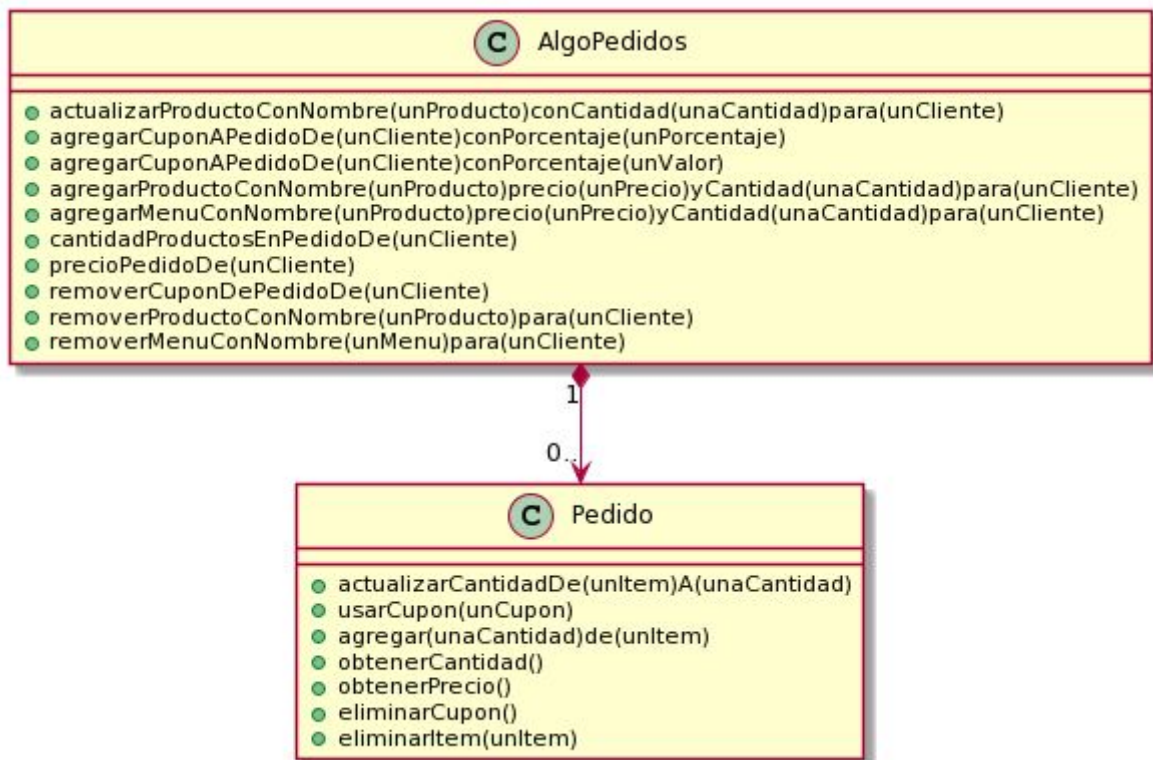 C AlgoPedidos
actualizarProductoConNombre(unProducto)conCantidad(unaCantidad)para(unCliente)
agregarCuponAPedidoDe(unCliente)conPorcentaje(unPorcentaje)
agregarCuponAPedidoDe(unCliente)conPorcentaje(unValor)
agregarProductoConNombre(unProducto)precio(unPrecio)yCantidad(unaCantidad)para(unCliente)
agregarMenuConNombre(unProducto)precio(unPrecio)yCantidad(unaCantidad)para(unCliente)
cantidadProductosEnPedidoDe(unCliente)
precioPedidoDe(unCliente)
removerCuponDePedidoDe(unCliente)
removerProductoConNombre(unProducto)para(unCliente)
removerMenuConNombre(unMenu)para(unCliente)
1
0..
C Pedido
actualizarCantidadDe(unItem)A(unaCantidad)
usarCupon(unCupon)
agregar(unaCantidad)de(unItem)
obtenerCantidad()
obtenerPrecio()
eliminarCupon()
eliminarItem(unItem)